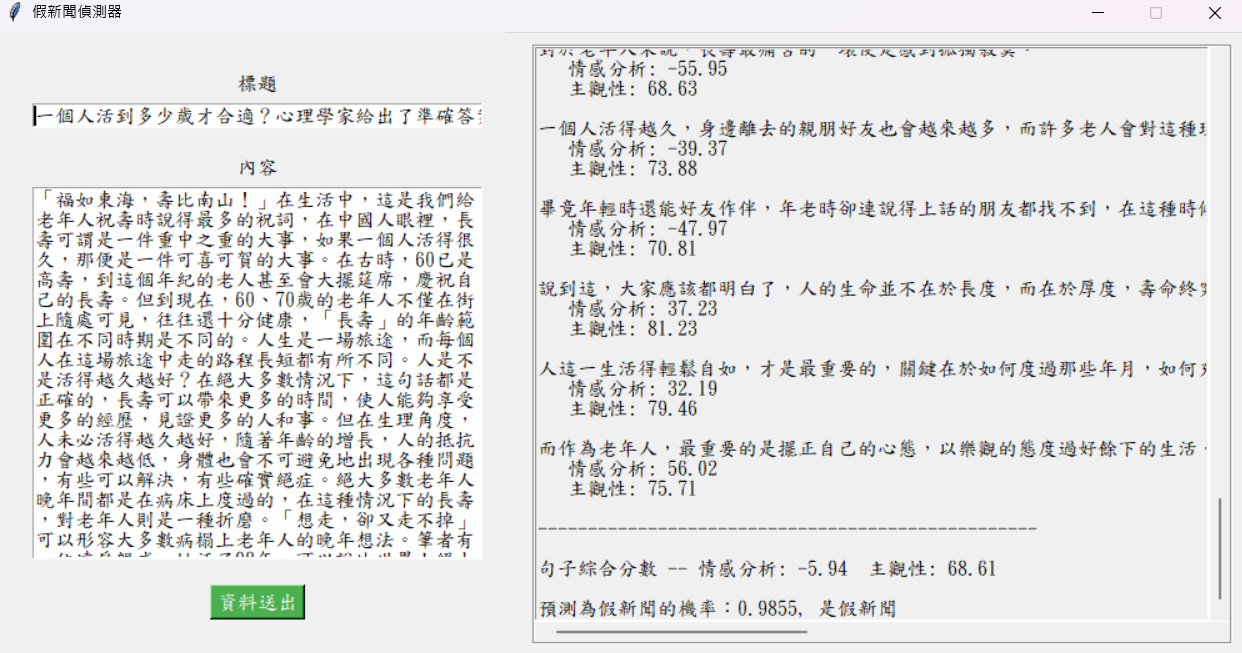 假新聞偵測器
標題
一個人活到多少歲才合適？心理學家給出了準確答
內容
「福如東海，壽比南山！」在生活中，這是我們給
老年人祝壽時說得最多的祝詞，在中國人眼裡，長
壽可謂是一件重中之重的大事，如果一個人活得很
久，那便是一件可喜可賀的大事。在古時，60已是
高壽，到這個年紀的老人甚至會大擺筵席，慶祝自
己的長壽。但到現在，60、70歲的老年人不僅在街
上隨處可見，往往還十分健康，「長壽」的年齡範
圍在不同時期是不同的。人生是一場旅途，而每個
人在這場旅途中走的路程長短都有所不同。人是不
是活得越久越好？在絕大多數情況下，這句話都是
正確的，長壽可以帶來更多的時間，使人能夠享受
更多的經歷，見證更多的人和事。但在生理角度，
人未必活得越久越好，隨著年齡的增長，人的抵抗
力會越來越低，身體也會不可避免地出現各種問題
，有些可以解決，有些確實絕症。絕大多數老年人
晚年間都是在病床上度過的，在這種情況下的長壽
，對老年人則是一種折磨。「想走，卻又走不掉」
可以形容大多數病榻上老年人的晚年想法。筆者有
資料送出
對於老年人來說，長壽最痛苦的一環便是感到孤獨寂寞。
情感分析: -55.95
主觀性: 68.63
一個人活得越久，身邊離去的親朋好友也會越來越多，而許多老人會對這種
情感分析: -39.37
主觀性: 73.88
畢竟年輕時還能好友作伴，年老時卻連說得上話的朋友都找不到，在這種時
情感分析: -47.97
主觀性: 70.81
說到這，大家應該都明白了，人的生命並不在於長度，而在於厚度，壽命終
情感分析: 37.23
主觀性: 81.23
人這一生活得輕鬆自如，才是最重要的，關鍵在於如何度過那些年月，如何
情感分析: 32.19
主觀性: 79.46
而作為老年人，最重要的是擺正自己的心態，以樂觀的態度過好餘下的生活，
情感分析: 56.02
主觀性: 75.71
--------------------------------------------------
句子綜合分數 -- 情感分析: -5.94 主觀性: 68.61
預測為假新聞的機率：0.9855, 是假新聞